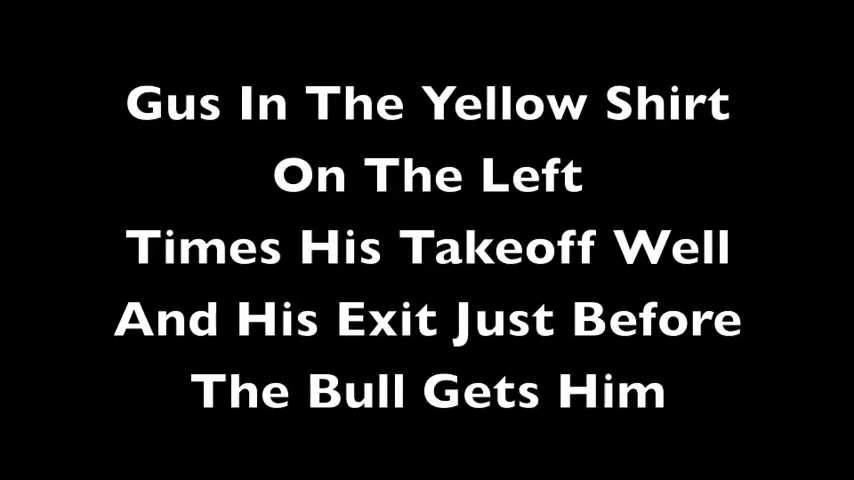 Gus In The Yellow Shirt
On The Left
Times His Takeoff Well
And His Exit Just Before
The Bull Gets Him